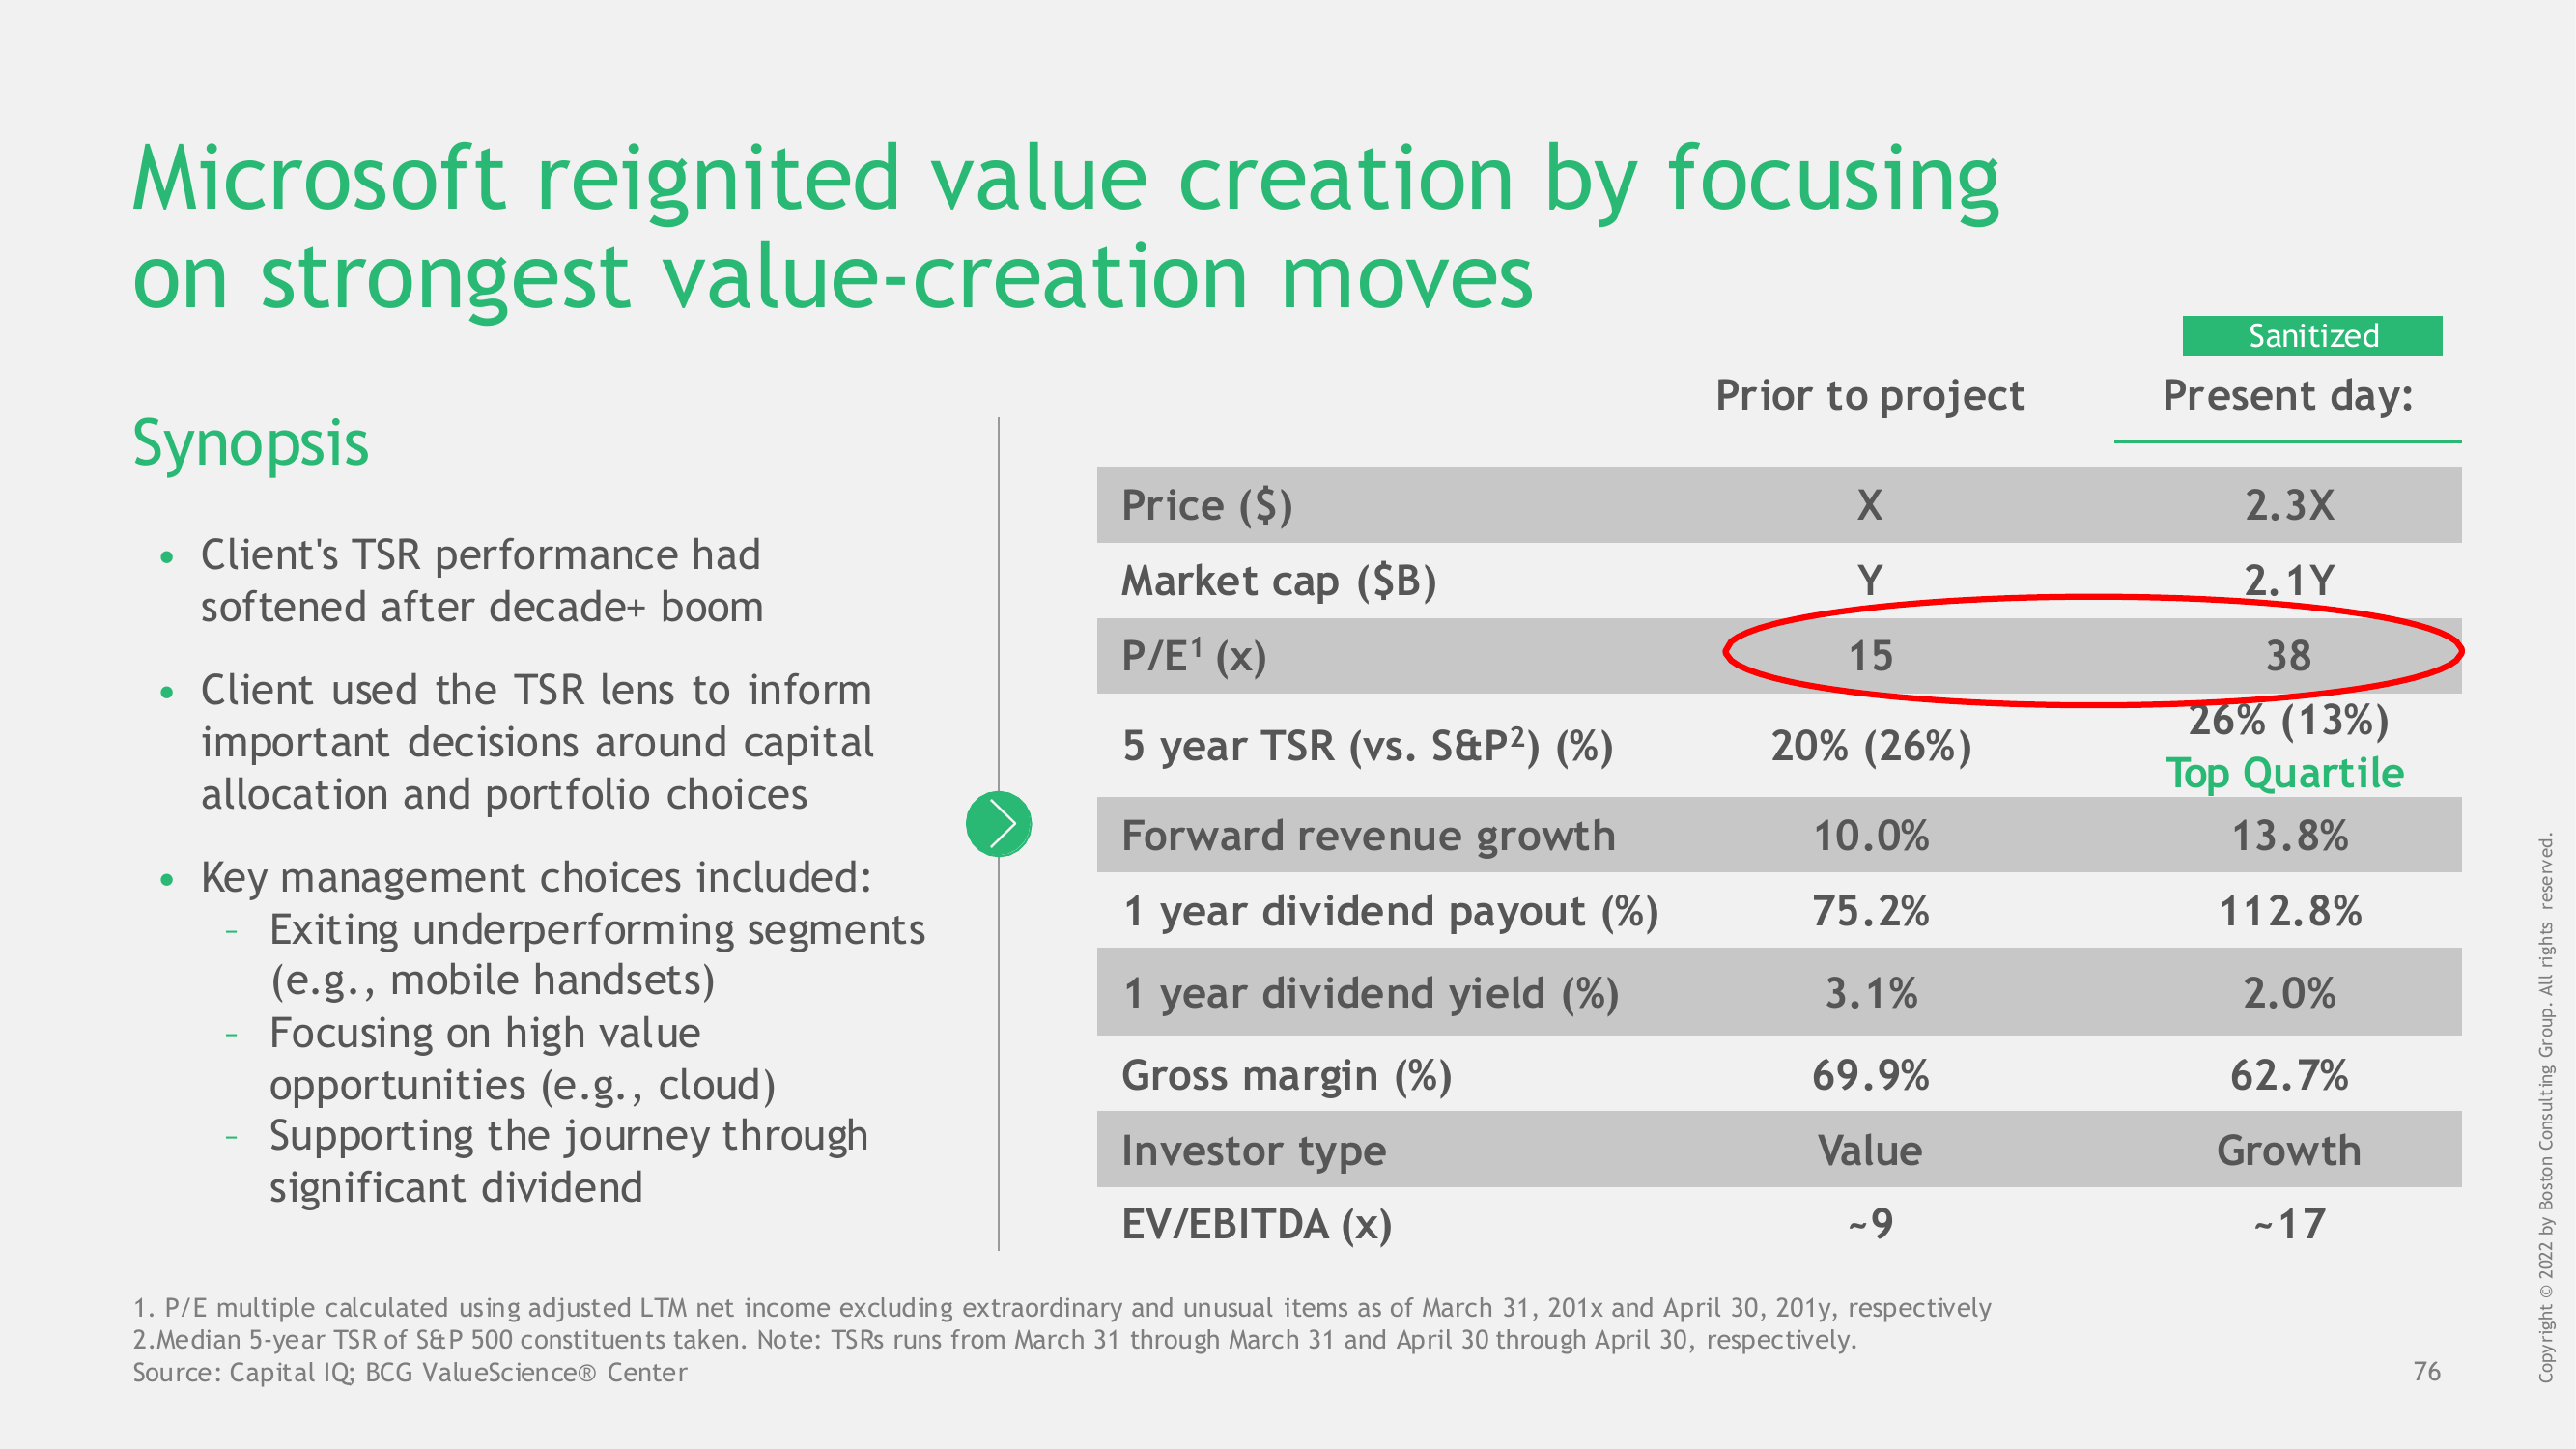 Microsoft reignited value creation by focusing
on strongest value-creation moves
Sanitized
Synopsis
• Client's TSR performance had
softened after decade+ boom
• Client used the TSR lens to inform
important decisions around capital
allocation and portfolio choices
• Key management choices included:
– Exiting underperforming segments
(e.g., mobile handsets)
– Focusing on high value
opportunities (e.g., cloud)
– Supporting the journey through
significant dividend
Prior to project Present day:
Price ($) X 2.3X
Market cap ($B) Y 2.1Y
P/E¹ (x) 15 38
5 year TSR (vs. S&P²) (%) 20% (26%) 26% (13%)
Top Quartile
Forward revenue growth 10.0% 13.8%
1 year dividend payout (%) 75.2% 112.8%
1 year dividend yield (%) 3.1% 2.0%
Gross margin (%) 69.9% 62.7%
Investor type Value Growth
EV/EBITDA (x) ~9 ~17
1. P/E multiple calculated using adjusted LTM net income excluding extraordinary and unusual items as of March 31, 201x and April 30, 201y, respectively
2.Median 5-year TSR of S&P 500 constituents taken. Note: TSRs runs from March 31 through March 31 and April 30 through April 30, respectively.
Source: Capital IQ; BCG ValueScience® Center
76
Copyright © 2022 by Boston Consulting Group. All rights reserved.